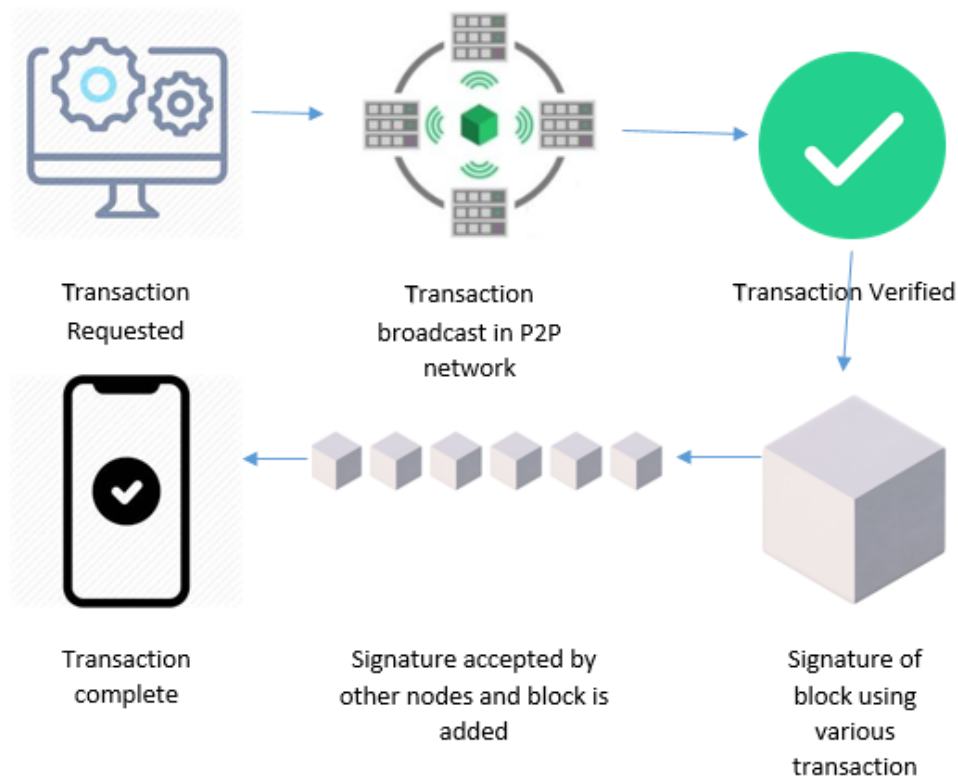 Transaction
Requested
Transaction
broadcast in P2P
network
Transaction Verified
Transaction
complete
Signature accepted by
other nodes and block is
added
Signature of
block using
various
transaction